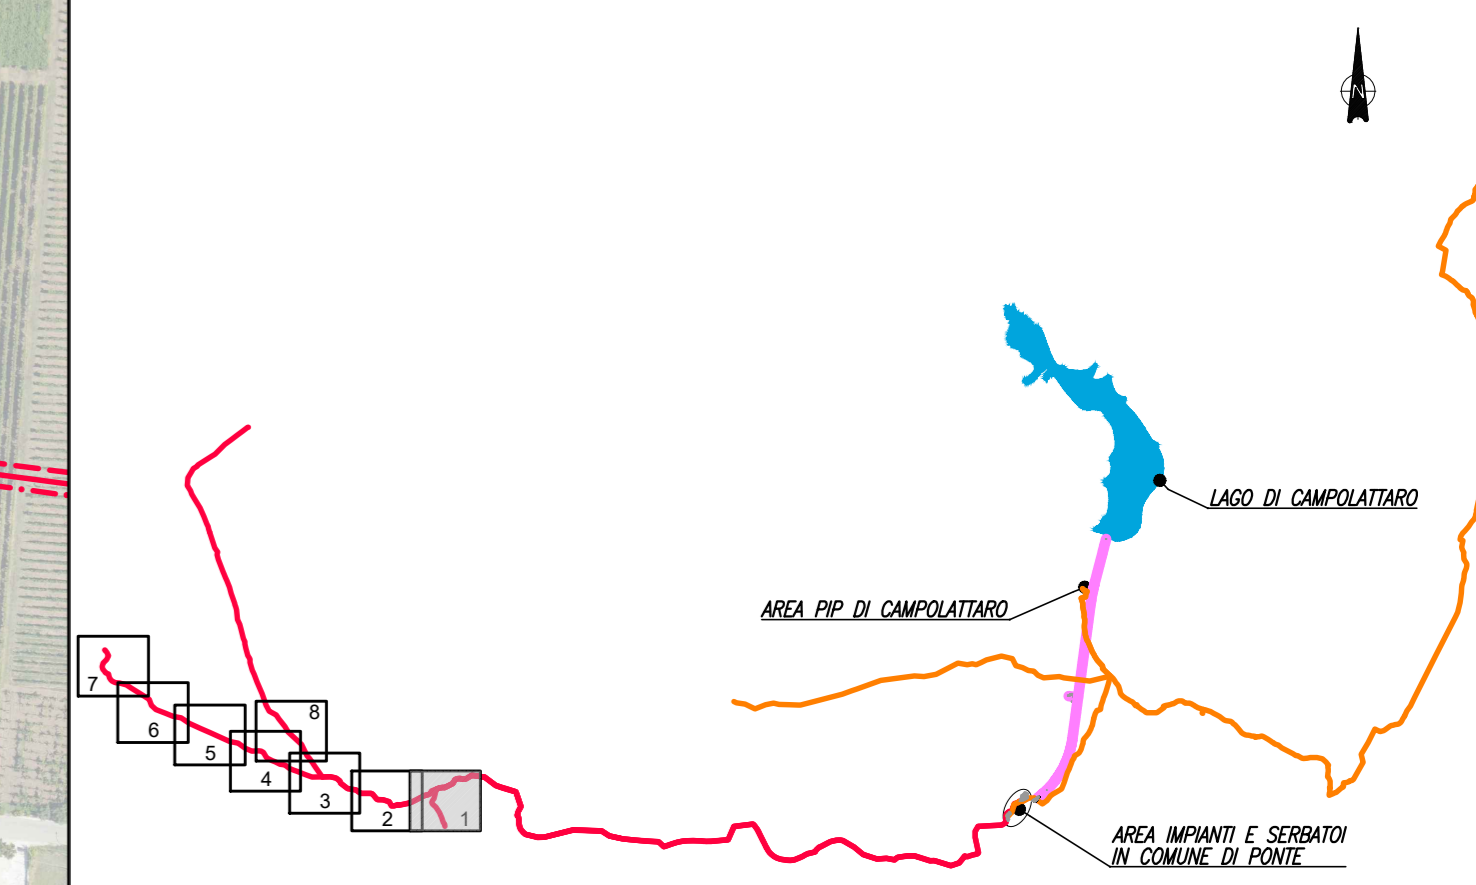 N
LAGO DI CAMPOLATTARO
AREA PIP DI CAMPOLATTARO
7
6
5
8
4
3
2
1
AREA IMPIANTI E SERBATOI
IN COMUNE DI PONTE